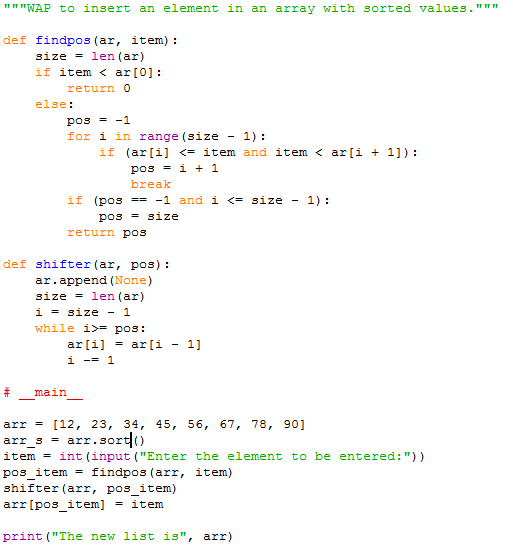 """WAP to insert an element in an array with sorted values."""
def findpos(ar, item):
    size = len(ar)
    if item < ar[0]:
        return 0
    else:
        pos = -1
        for i in range(size - 1):
            if (ar[i] <= item and item < ar[i + 1]):
                pos = i + 1
                break
        if (pos == -1 and i <= size - 1):
            pos = size
        return pos
def shifter(ar, pos):
    ar.append(None)
    size = len(ar)
    i = size - 1
    while i>= pos:
        ar[i] = ar[i - 1]
        i -= 1
# __main__
arr = [12, 23, 34, 45, 56, 67, 78, 90]
arr_s = arr.sort()
item = int(input("Enter the element to be entered:"))
pos_item = findpos(arr, item)
shifter(arr, pos_item)
arr[pos_item] = item
print("The new list is", arr)